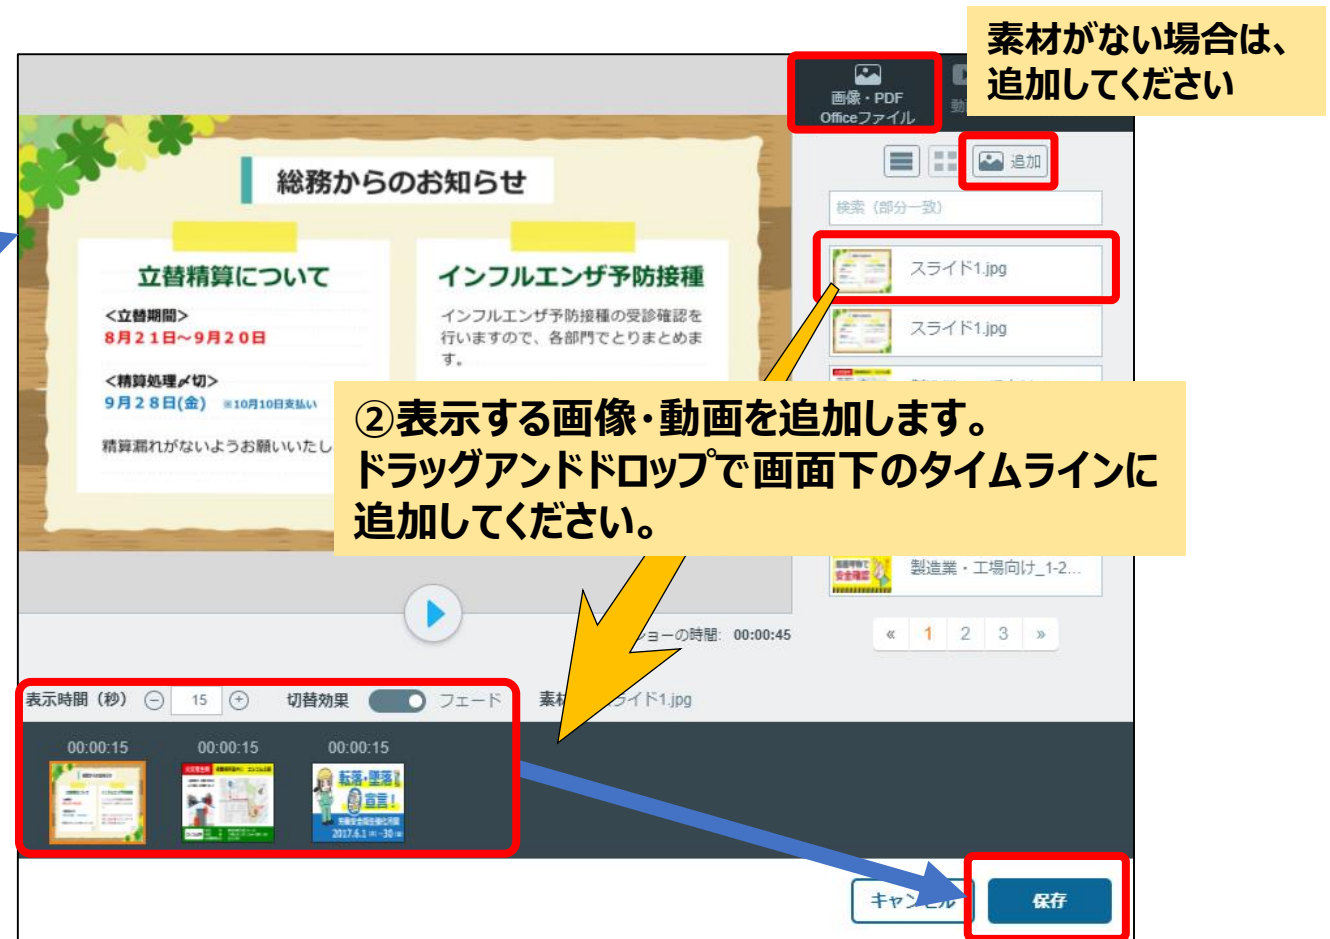 素材がない場合は、
追加してください
画像・PDF
Officeファイル
追加
検索（部分一致）
総務からのお知らせ
立替精算について
<立替期間>
8月21日～9月20日
<精算処理〆切>
9月28日(金) ※10月10日支払い
精算漏れがないようお願いいたし
インフルエンザ予防接種
インフルエンザ予防接種の受診確認を
行いますので、各部門でとりまとめま
す。
スライド1.jpg
スライド1.jpg
②表示する画像・動画を追加します。
ドラッグアンドドロップで画面下のタイムラインに
追加してください。
製造業・工場向け_1-2...
ショーの時間: 00:00:45
« 1 2 3 »
表示時間（秒） 15 切替効果 フェード 素材 スライド1.jpg
00:00:15 00:00:15 00:00:15
転落・墜落
宣言！
2017.6.1 -30
キャンセル
保存